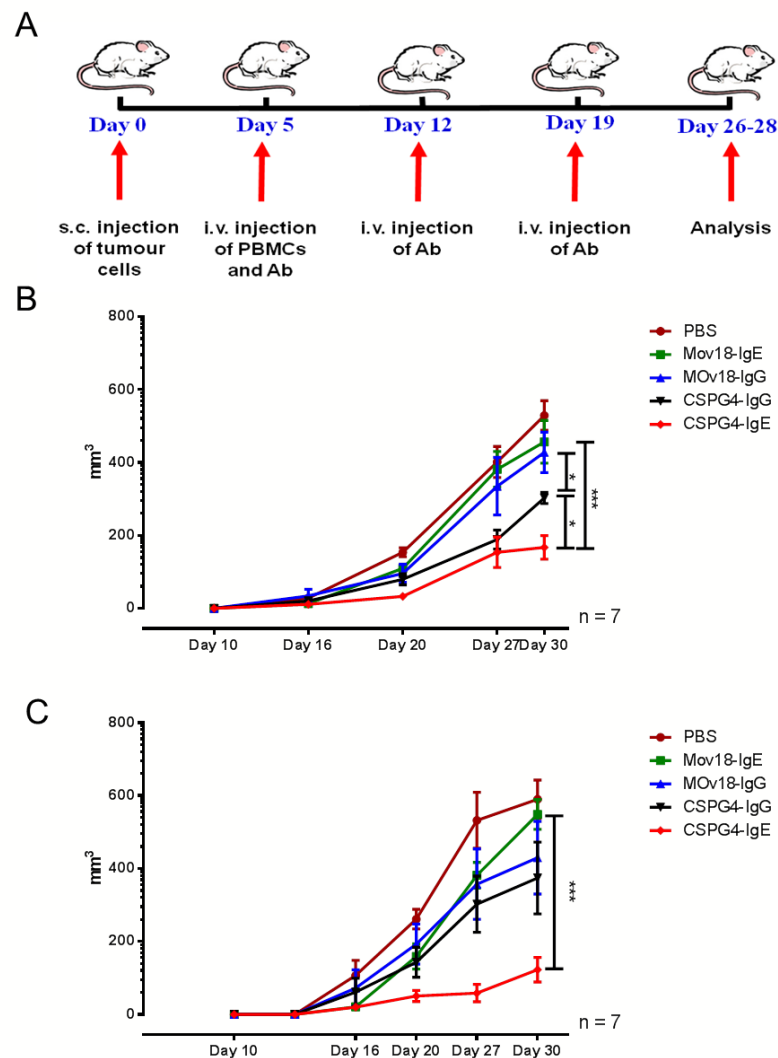 A
Day 0 Day 5 Day 12 Day 19 Day 26-28
s.c. injection of tumour cells
i.v. injection of PBMCs and Ab
i.v. injection of Ab
i.v. injection of Ab
Analysis
B
800
600
400
200
0
mm³
PBS
Mov18-IgE
MOv18-IgG
CSPG4-IgG
CSPG4-IgE
*
*
***
n = 7
Day 10 Day 16 Day 20 Day 27 Day 30
C
800
600
400
200
0
mm³
PBS
Mov18-IgE
MOv18-IgG
CSPG4-IgG
CSPG4-IgE
***
n = 7
Day 10 Day 16 Day 20 Day 27 Day 30